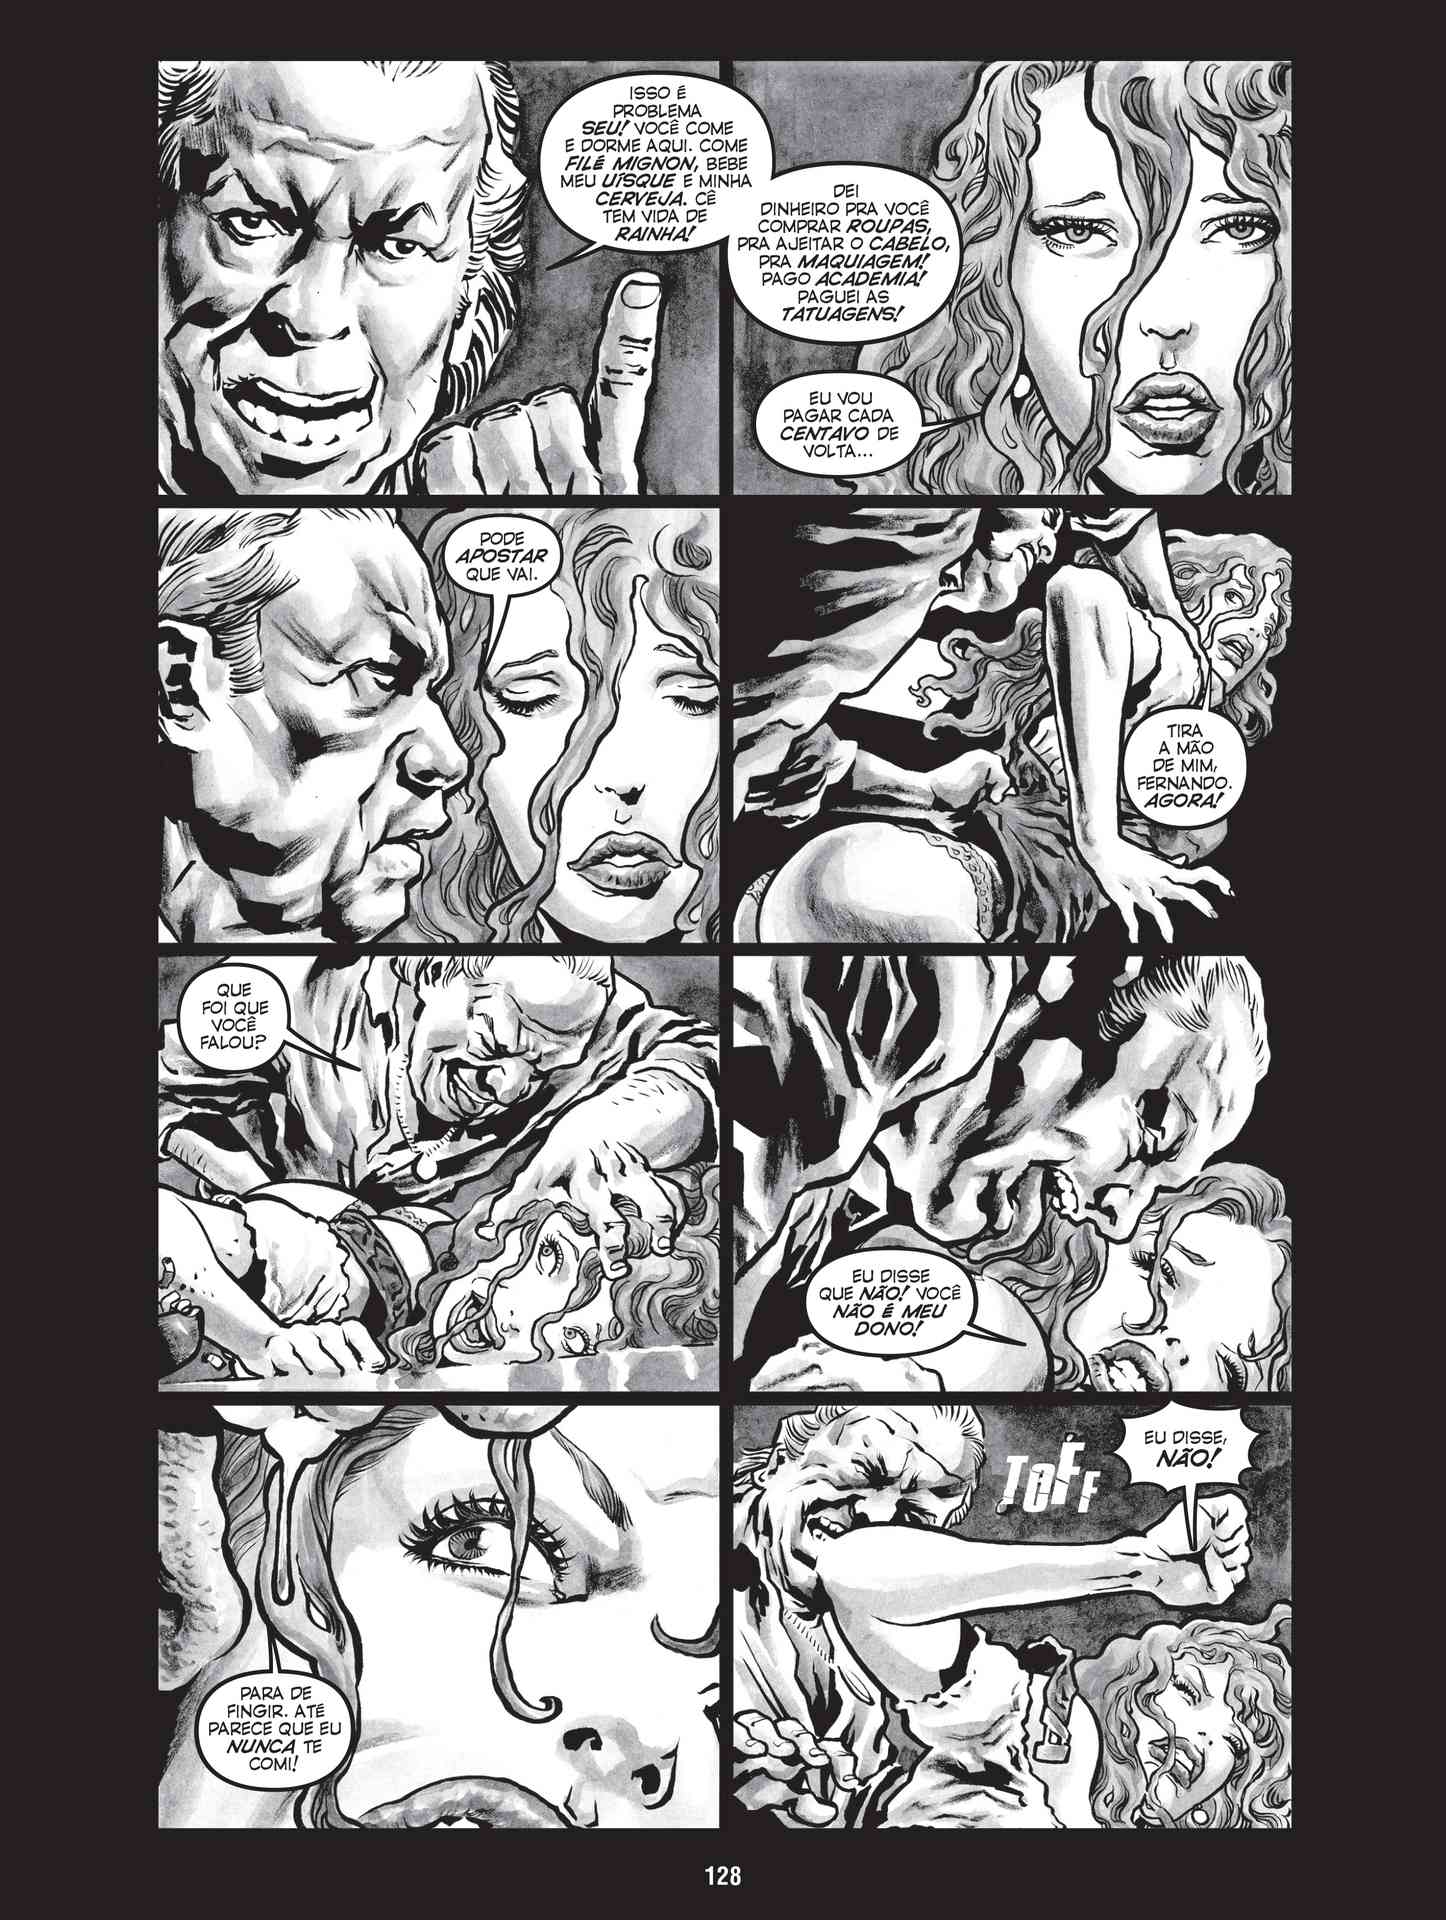 ISSO É
PROBLEMA
SEU! VOCÊ COME
E DORME AQUI. COME
FILÉ MIGNON, BEBE
MEU UÍSQUE E MINHA
CERVEJA. CÊ
TEM VIDA DE
RAINHA!
DEI
DINHEIRO PRA VOCÊ
COMPRAR ROUPAS,
PRA AJEITAR O CABELO,
PRA MAQUIAGEM!
PAGO ACADEMIA!
PAGUEI AS
TATUAGENS!
EU VOU
PAGAR CADA
CENTAVO DE
VOLTA...
PODE
APOSTAR
QUE VAI.
TIRA
A MÃO
DE MIM,
FERNANDO.
AGORA!
QUE
FOI QUE
VOCÊ
FALOU?
EU DISSE
QUE NÃO! VOCÊ
NÃO É MEU
DONO!
PARA DE
FINGIR. ATÉ
PARECE QUE EU
NUNCA TE
COMI!
TOFF
EU DISSE,
NÃO!
128